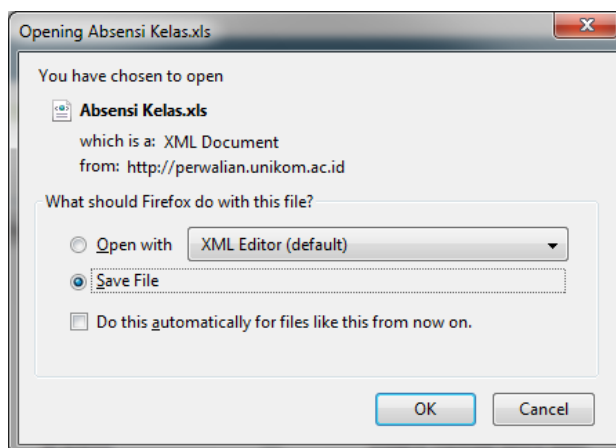 Opening Absensi Kelas.xls
You have chosen to open
Absensi Kelas.xls
which is a: XML Document
from: http://perwalian.unikom.ac.id
What should Firefox do with this file?
Open with XML Editor (default)
Save File
Do this automatically for files like this from now on.
OK Cancel